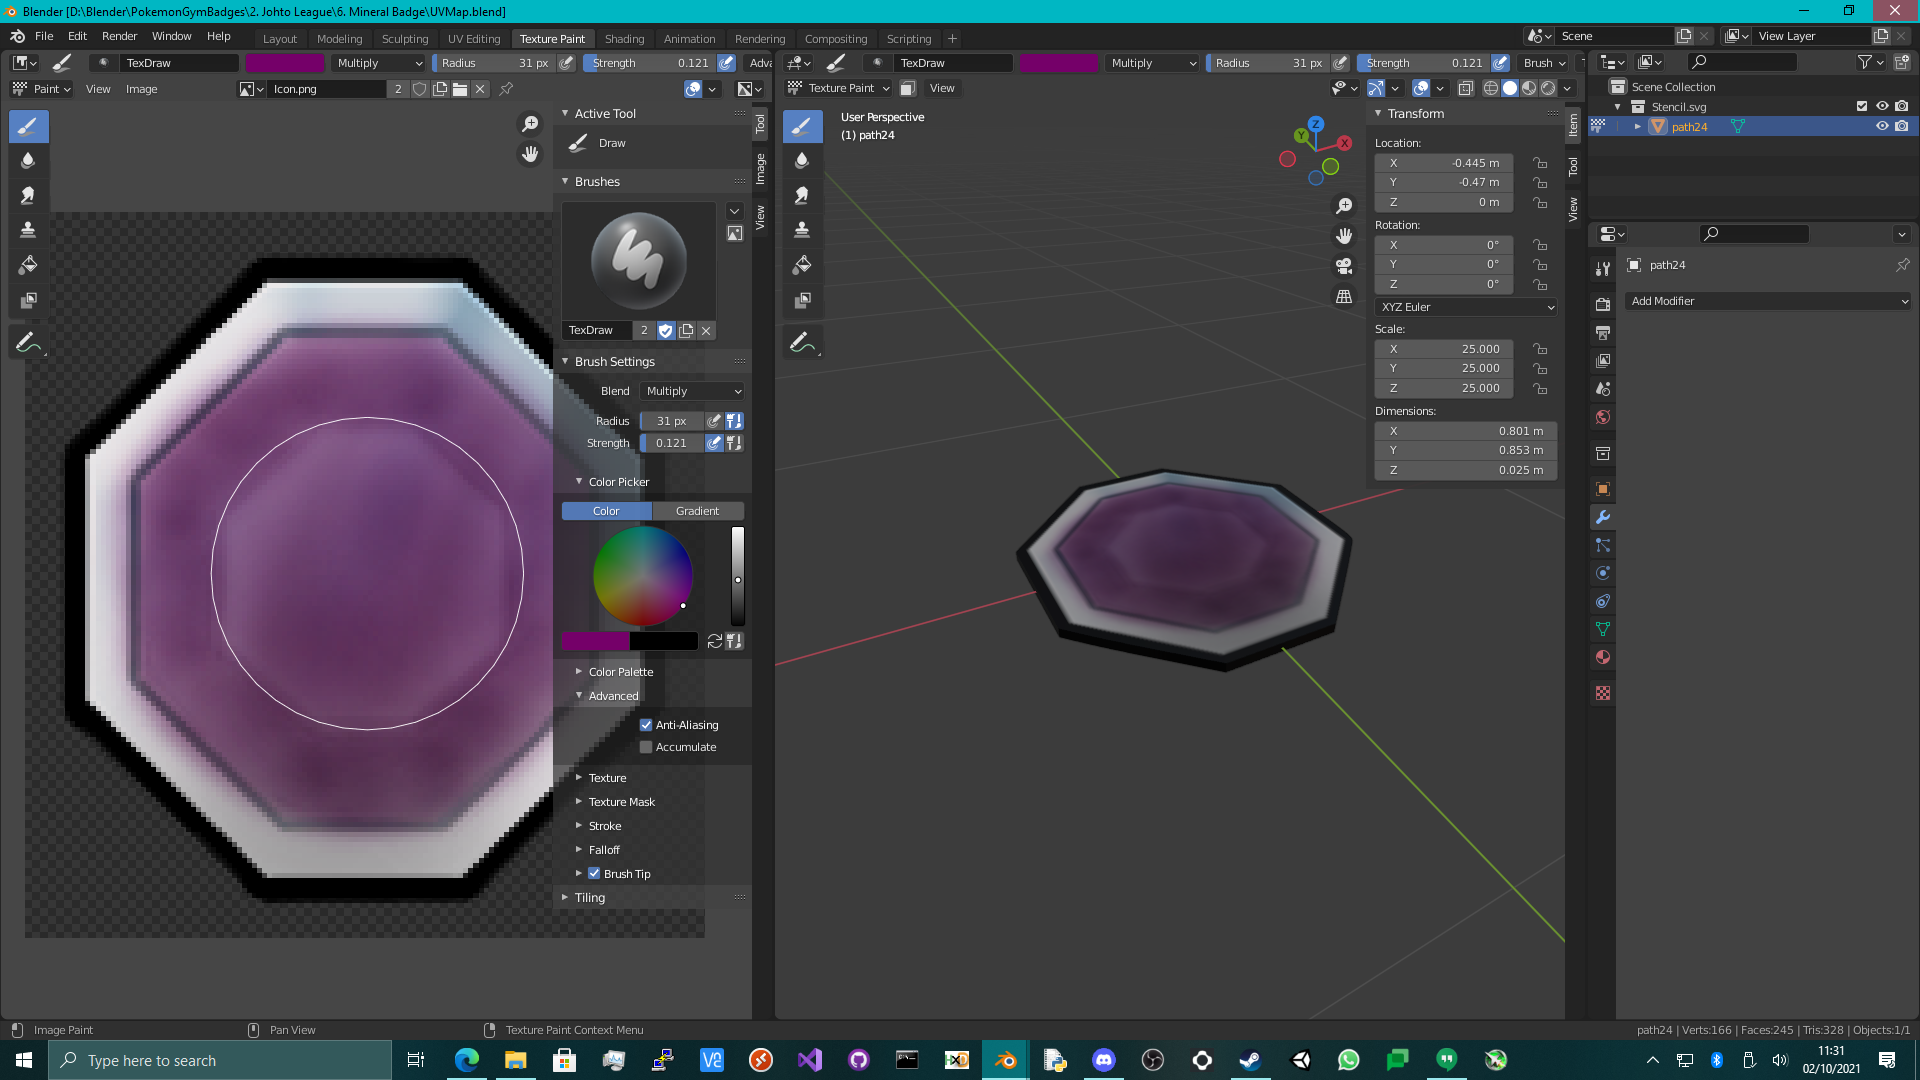 Blender [D:\Blender\PokemonGymBadges\2. Johto League\6. Mineral Badge\UVMap.blend]
File Edit Render Window Help Layout Modeling Sculpting UV Editing Texture Paint Shading Animation Rendering Compositing Scripting Scene View Layer
TexDraw Multiply Radius 31 px Strength 0.121 Adva TexDraw Multiply Radius 31 px Strength 0.121 Brush
Paint View Image Icon.png 2 Texture Paint View
Scene Collection
Stencil.svg
path24
Active Tool
Draw
Brushes
TexDraw 2
Brush Settings
Blend Multiply
Radius 31 px
Strength 0.121
Color Picker
Color Gradient
Color Palette
Advanced
Anti-Aliasing
Accumulate
Texture
Texture Mask
Stroke
Falloff
Brush Tip
Tiling
Tool
Image
View
User Perspective
(1) path24
Z
Y
X
Transform
Location:
X -0.445 m
Y -0.47 m
Z 0 m
Rotation:
X 0°
Y 0°
Z 0°
XYZ Euler
Scale:
X 25.000
Y 25.000
Z 25.000
Dimensions:
X 0.801 m
Y 0.853 m
Z 0.025 m
Item
Tool
View
path24
Add Modifier
Image Paint Pan View Texture Paint Context Menu path24 | Verts:166 | Faces:245 | Tris:328 | Objects:1/1
Type here to search
11:31
02/10/2021